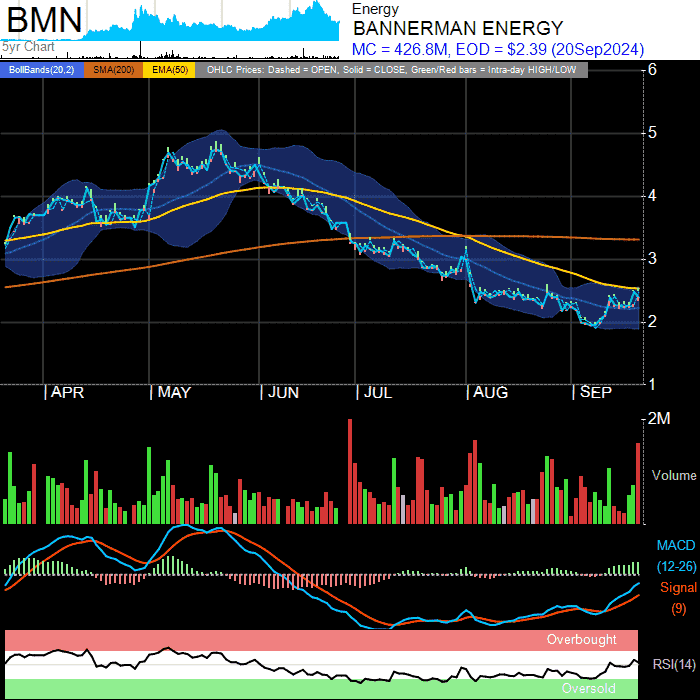 BMN
5yr Chart
Energy
BANNERMAN ENERGY
MC = 426.8M, EOD = $2.39 (20Sep2024)
BollBands(20,2) SMA(200) EMA(50) OHLC Prices: Dashed = OPEN, Solid = CLOSE, Green/Red bars = Intra-day HIGH/LOW
6
5
4
3
2
1
APR MAY JUN JUL AUG SEP
2M
Volume
MACD
(12-26)
Signal
(9)
Overbought
RSI(14)
Oversold